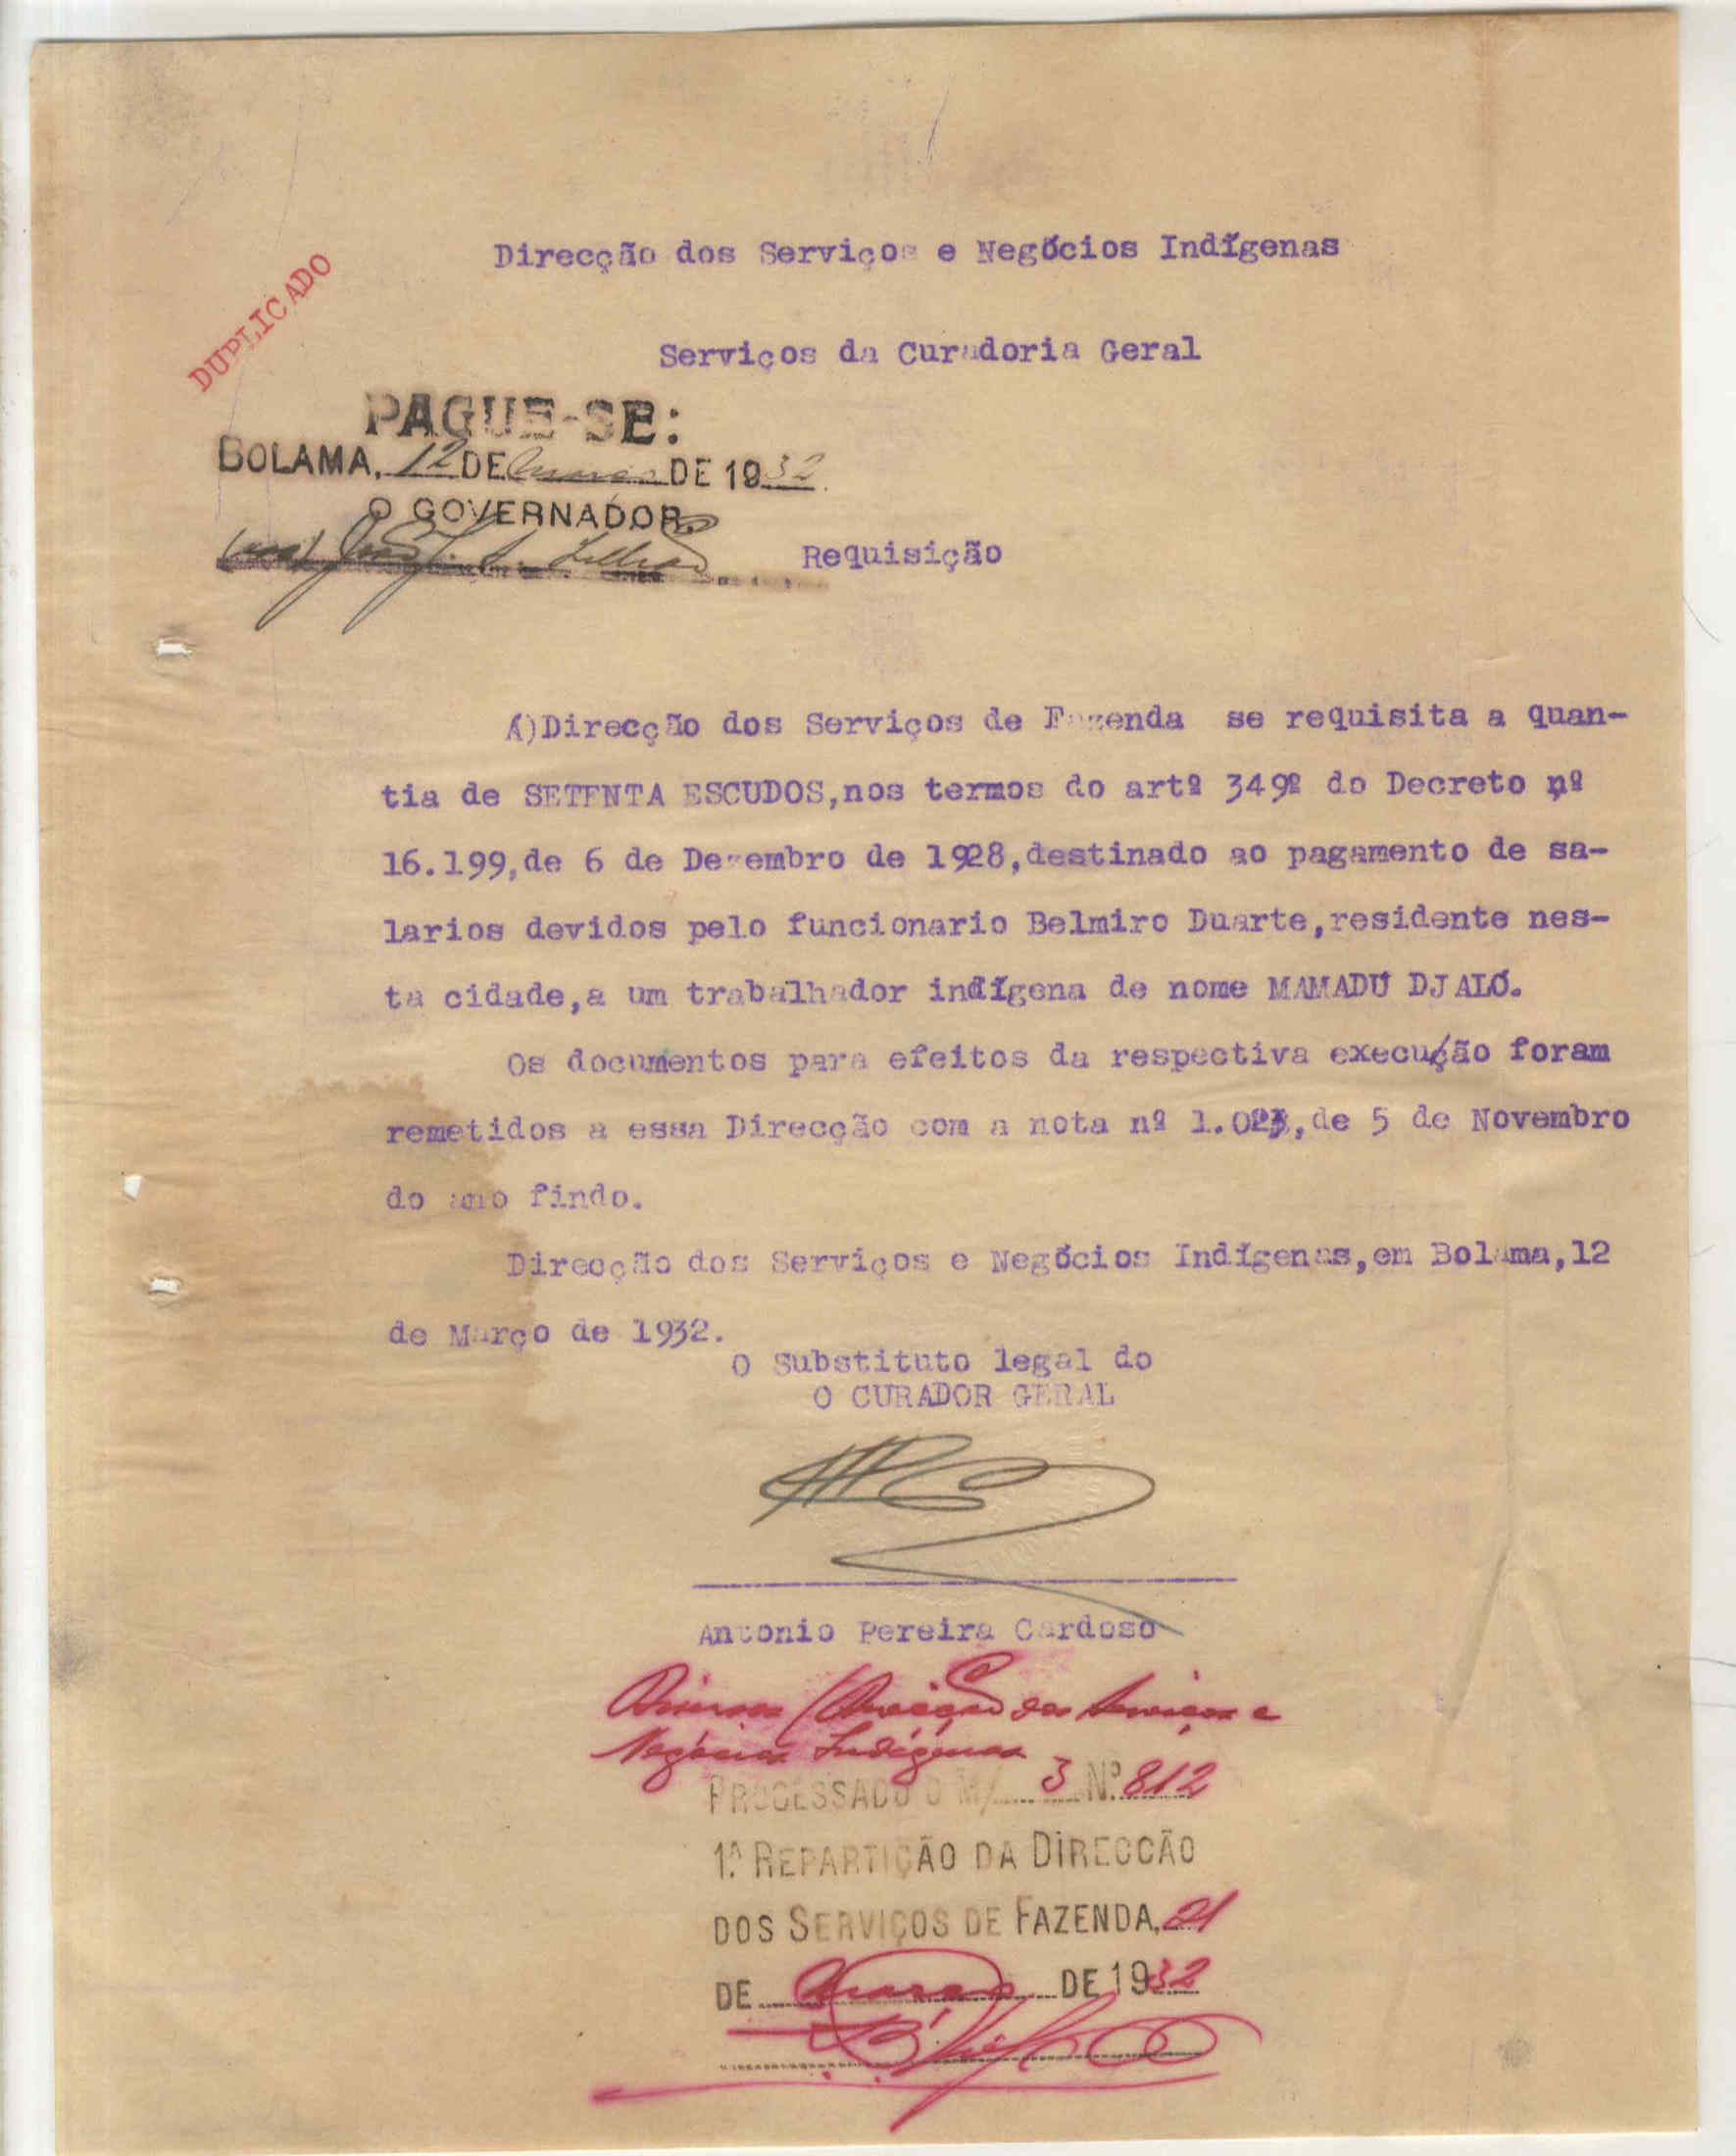 Direcção dos Serviços e Negócios Indígenas
DUPLICADO
Serviços da Curadoria Geral
PAGUE-SE:
BOLAMA, 12 DE Março DE 1932.
O GOVERNADOR,
Requisição
Á)Direcção dos Serviços de Fazenda se requisita a quan-
tia de SETENTA ESCUDOS,nos termos do artº 349º do Decreto nº
16.199,de 6 de Dezembro de 1928,destinado ao pagamento de sa-
larios devidos pelo funcionario Belmiro Duarte,residente nes-
ta cidade,a um trabalhador indígena de nome MAMADÚ DJALÓ.
Os documentos para efeitos da respectiva execução foram
remetidos a essa Direcção com a nota nº de 5 de Novembro
do ano findo.
Direcção dos Serviços e Negócios Indígenas,em Bolama,12
de Março de 1932.
O Substituto legal do
O CURADOR GERAL
Antonio Pereira Cardoso
Diversos (Direcção dos Serviços e
Negócios Indígenas
PROCESSADO O M/ 3 Nº 812
1ª REPARTIÇÃO DA DIRECCÃO
DOS SERVIÇOS DE FAZENDA, 21
DE Março DE 1932